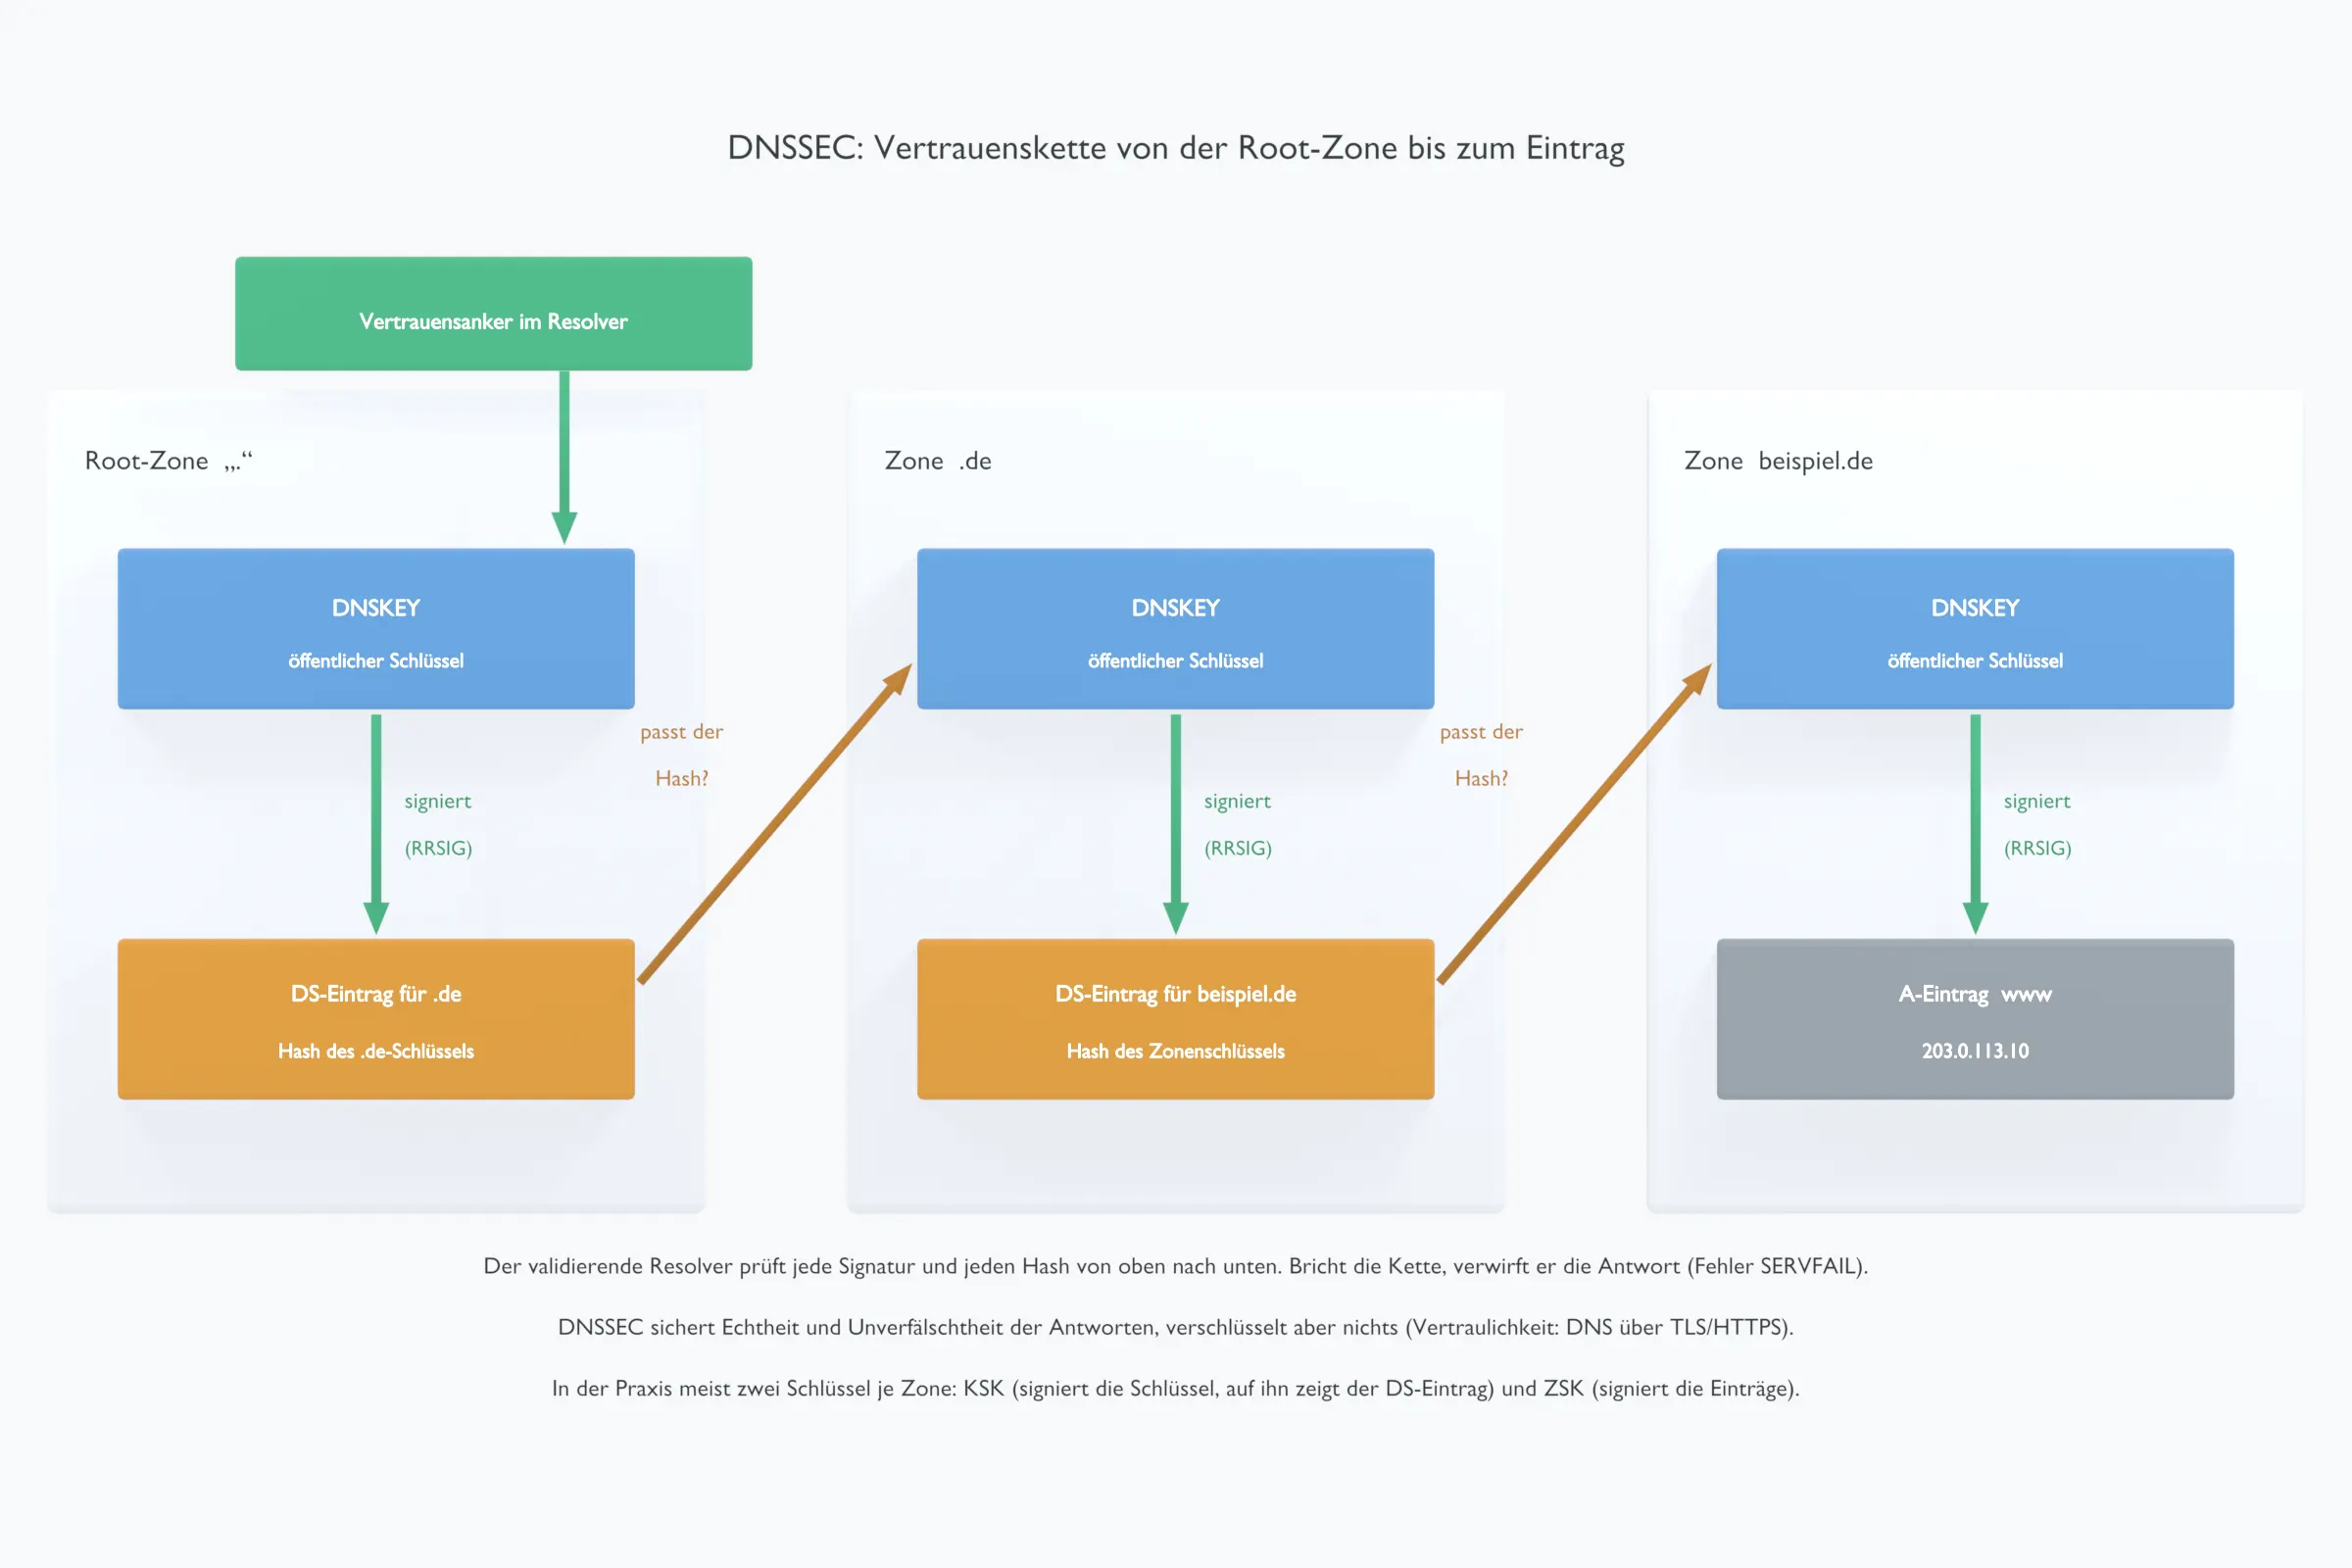 DNSSEC: Vertrauenskette von der Root-Zone bis zum Eintrag
Vertrauensanker im Resolver
Root-Zone „.“
DNSKEY
öffentlicher Schlüssel
signiert
(RRSIG)
DS-Eintrag für .de
Hash des .de-Schlüssels
passt der
Hash?
Zone .de
DNSKEY
öffentlicher Schlüssel
signiert
(RRSIG)
DS-Eintrag für beispiel.de
Hash des Zonenschlüssels
passt der
Hash?
Zone beispiel.de
DNSKEY
öffentlicher Schlüssel
signiert
(RRSIG)
A-Eintrag www
203.0.113.10
Der validierende Resolver prüft jede Signatur und jeden Hash von oben nach unten. Bricht die Kette, verwirft er die Antwort (Fehler SERVFAIL).
DNSSEC sichert Echtheit und Unverfälschtheit der Antworten, verschlüsselt aber nichts (Vertraulichkeit: DNS über TLS/HTTPS).
In der Praxis meist zwei Schlüssel je Zone: KSK (signiert die Schlüssel, auf ihn zeigt der DS-Eintrag) und ZSK (signiert die Einträge).